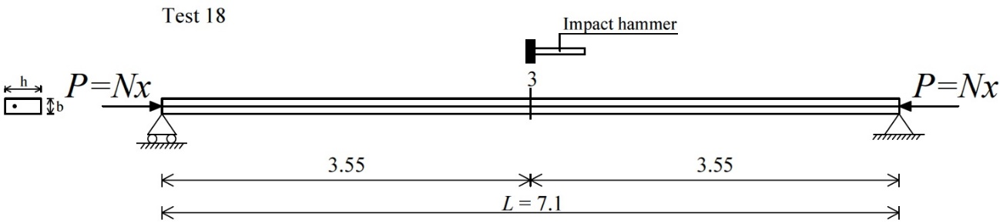 Test 18
Impact hammer
h
b
P=Nx
3
P=Nx
3.55
3.55
L = 7.1